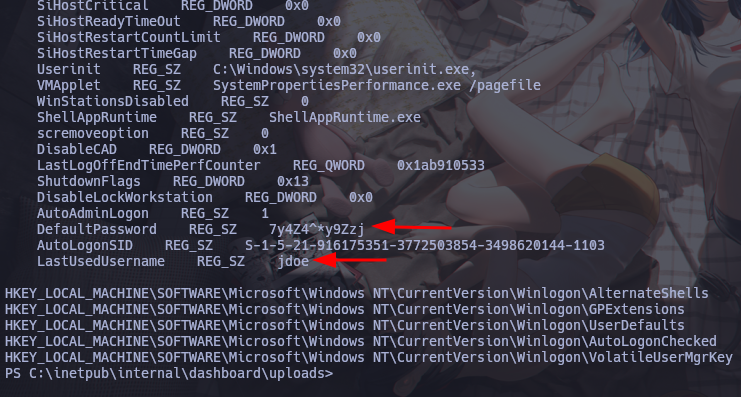 SiHostCritical    REG_DWORD    0x0
SiHostReadyTimeOut    REG_DWORD    0x0
SiHostRestartCountLimit    REG_DWORD    0x0
SiHostRestartTimeGap    REG_DWORD    0x0
Userinit    REG_SZ    C:\Windows\system32\userinit.exe,
VMApplet    REG_SZ    SystemPropertiesPerformance.exe /pagefile
WinStationsDisabled    REG_SZ    0
ShellAppRuntime    REG_SZ    ShellAppRuntime.exe
scremoveoption    REG_SZ    0
DisableCAD    REG_DWORD    0x1
LastLogOffEndTimePerfCounter    REG_QWORD    0x1ab910533
ShutdownFlags    REG_DWORD    0x13
DisableLockWorkstation    REG_DWORD    0x0
AutoAdminLogon    REG_SZ    1
DefaultPassword    REG_SZ    7y4Z4^*y9Zzj
AutoLogonSID    REG_SZ    S-1-5-21-916175351-3772503854-3498620144-1103
LastUsedUsername    REG_SZ    jdoe
HKEY_LOCAL_MACHINE\SOFTWARE\Microsoft\Windows NT\CurrentVersion\Winlogon\AlternateShells
HKEY_LOCAL_MACHINE\SOFTWARE\Microsoft\Windows NT\CurrentVersion\Winlogon\GPExtensions
HKEY_LOCAL_MACHINE\SOFTWARE\Microsoft\Windows NT\CurrentVersion\Winlogon\UserDefaults
HKEY_LOCAL_MACHINE\SOFTWARE\Microsoft\Windows NT\CurrentVersion\Winlogon\AutoLogonChecked
HKEY_LOCAL_MACHINE\SOFTWARE\Microsoft\Windows NT\CurrentVersion\Winlogon\VolatileUserMgrKey
PS C:\inetpub\internal\dashboard\uploads>